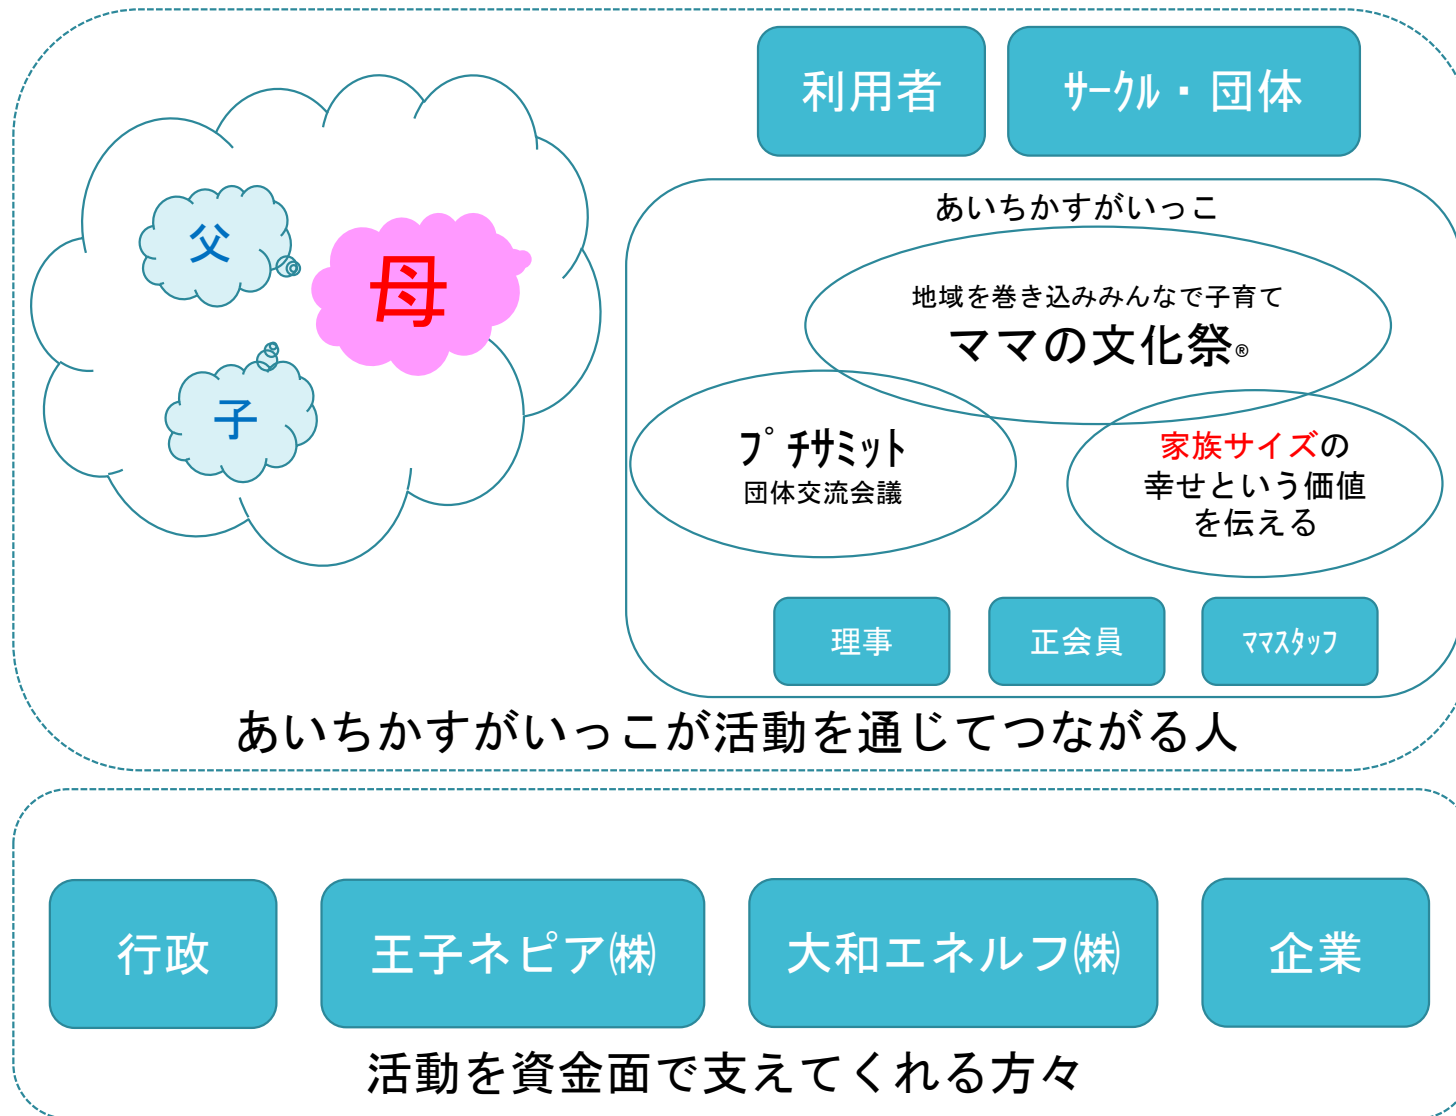 利用者
ｻｰｸﾙ・団体
父
母
子
あいちかすがいっこ
地域を巻き込みみんなで子育て
ママの文化祭®
ﾌﾟﾁｻﾐｯﾄ
団体交流会議
家族サイズの
幸せという価値
を伝える
理事
正会員
ﾏﾏｽﾀｯﾌ
あいちかすがいっこが活動を通じてつながる人
行政
王子ネピア㈱
大和エネルフ㈱
企業
活動を資金面で支えてくれる方々